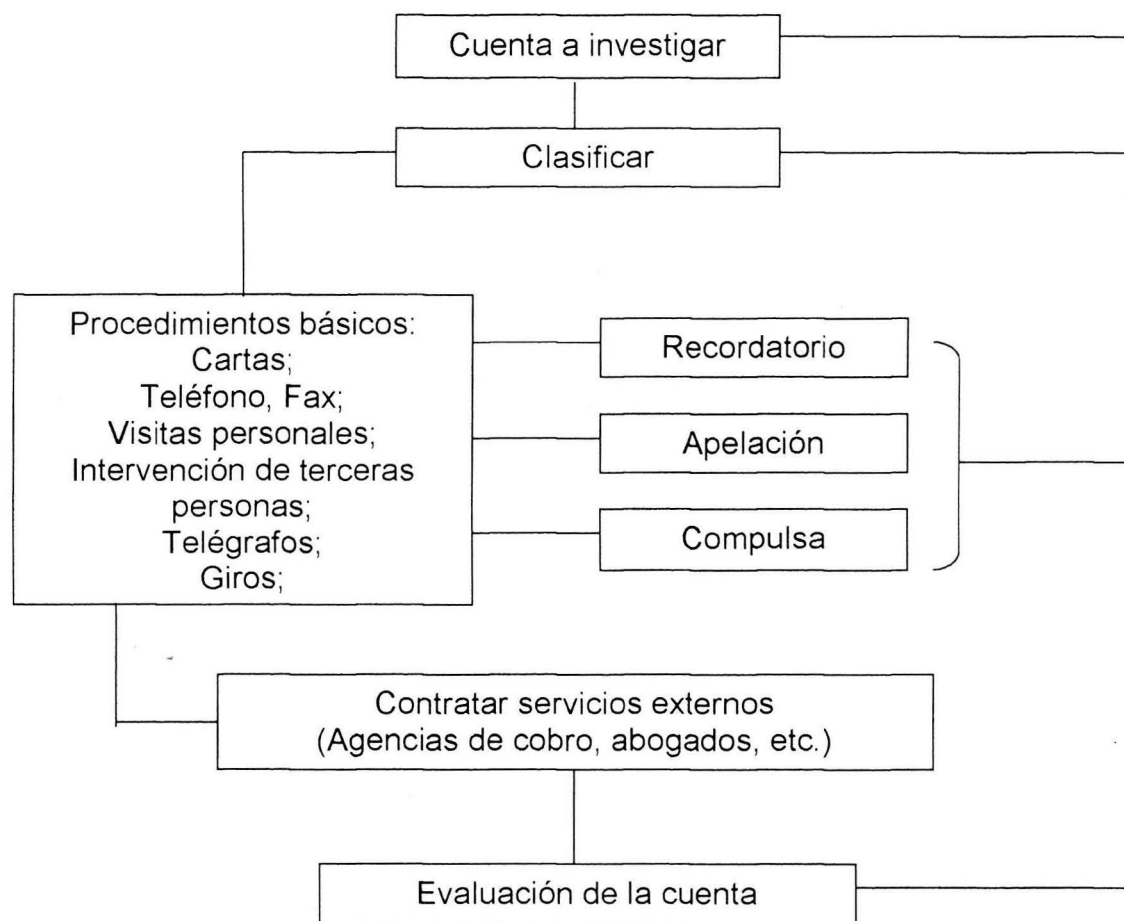 Cuenta a investigar
Clasificar
Procedimientos básicos:
Cartas;
Teléfono, Fax;
Visitas personales;
Intervención de terceras
personas;
Telégrafos;
Giros;
Recordatorio
Apelación
Compulsa
Contratar servicios externos
(Agencias de cobro, abogados, etc.)
Evaluación de la cuenta